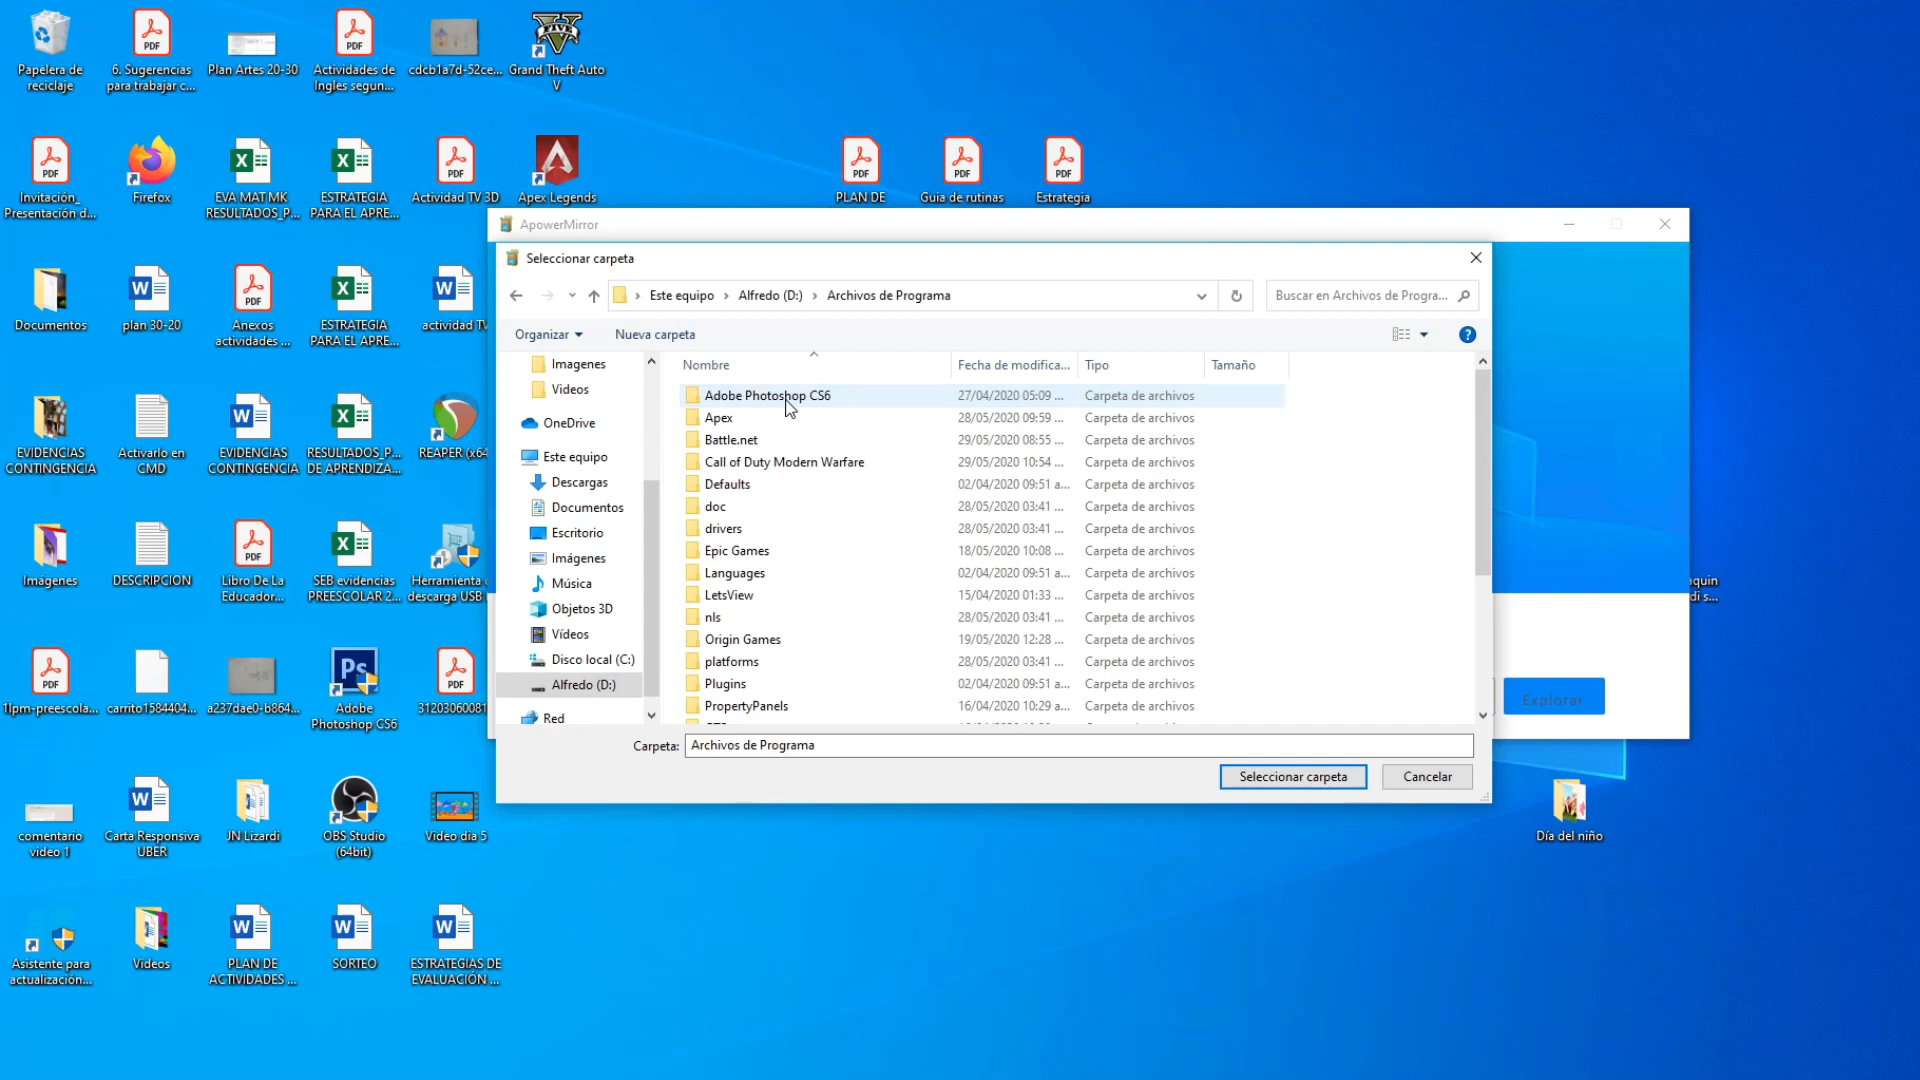 Papelera de
reciclaje
6. Sugerencias
para trabajar c...
Plan Artes 20-30
Actividades de
Ingles segun...
cdcb1a7d-52ce...
Grand Theft Auto
V
Invitación_
Presentación d...
Firefox
EVA MAT MK
RESULTADOS_P...
ESTRATEGIA
PARA EL APRE...
Actividad TV 3D
Apex Legends
PLAN DE
Guia de rutinas
Estrategia
Documentos
plan 30-20
Anexos
actividades ...
ESTRATEGIA
PARA EL APRE...
actividad TV
EVIDENCIAS
CONTINGENCIA
Activarlo en
CMD
EVIDENCIAS
CONTINGENCIA
RESULTADOS_P...
DE APRENDIZA...
REAPER (x64
Imágenes
DESCRIPCION
Libro De La
Educador...
SEB evidencias
PREESCOLAR 2...
Herramienta
descarga USB
1lpm-preescola...
carrito1584404...
a237dae0-b864...
Adobe
Photoshop CS6
31203060081
comentario
video 1
Carta Responsiva
UBER
JN Lizardi
OBS Studio
(64bit)
Video dia 5
Asistente para
actualización...
Videos
PLAN DE
ACTIVIDADES ...
SORTEO
ESTRATEGIAS DE
EVALUACIÓN ...
Día del niño
ApowerMirror
Explorar
Seleccionar carpeta
Este equipo > Alfredo (D:) > Archivos de Programa
Buscar en Archivos de Progra...
Organizar
Nueva carpeta
Imagenes
Videos
OneDrive
Este equipo
Descargas
Documentos
Escritorio
Imágenes
Música
Objetos 3D
Vídeos
Disco local (C:)
Alfredo (D:)
Red
Nombre Fecha de modifica... Tipo Tamaño
Adobe Photoshop CS6 27/04/2020 05:09 ... Carpeta de archivos
Apex 28/05/2020 09:59 ... Carpeta de archivos
Battle.net 29/05/2020 08:55 ... Carpeta de archivos
Call of Duty Modern Warfare 29/05/2020 10:54 ... Carpeta de archivos
Defaults 02/04/2020 09:51 a... Carpeta de archivos
doc 28/05/2020 03:41 ... Carpeta de archivos
drivers 28/05/2020 03:41 ... Carpeta de archivos
Epic Games 18/05/2020 10:08 ... Carpeta de archivos
Languages 02/04/2020 09:51 a... Carpeta de archivos
LetsView 15/04/2020 01:33 ... Carpeta de archivos
nls 28/05/2020 03:41 ... Carpeta de archivos
Origin Games 19/05/2020 12:28 ... Carpeta de archivos
platforms 28/05/2020 03:41 ... Carpeta de archivos
Plugins 02/04/2020 09:51 a... Carpeta de archivos
PropertyPanels 16/04/2020 10:29 a... Carpeta de archivos
Carpeta: Archivos de Programa
Seleccionar carpeta
Cancelar